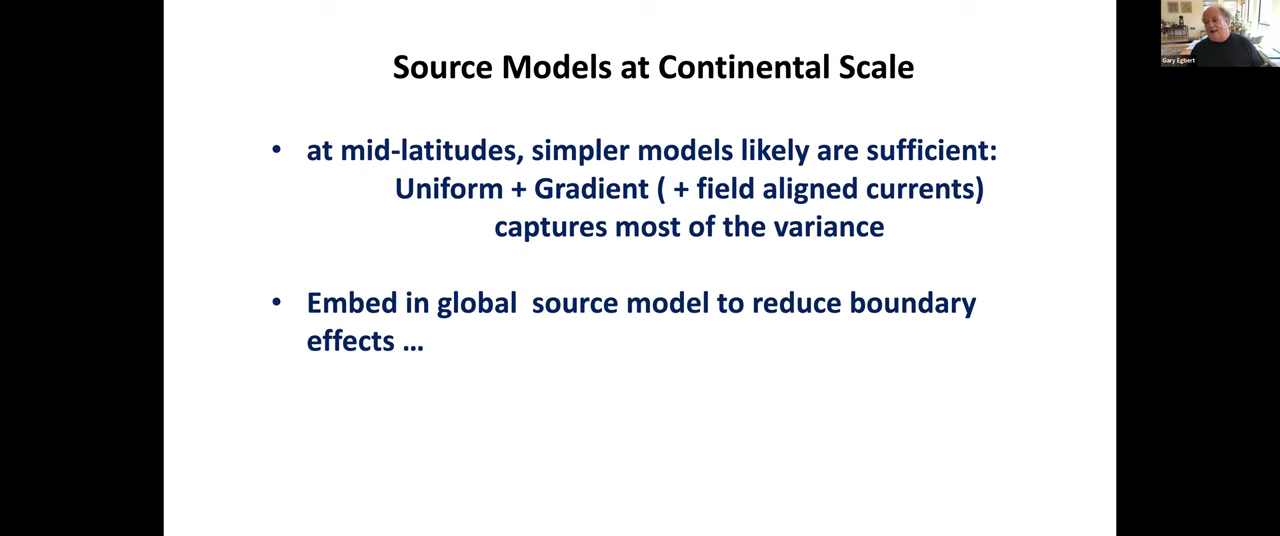 Source Models at Continental Scale
Gary Egbert
• at mid-latitudes, simpler models likely are sufficient:
Uniform + Gradient ( + field aligned currents)
captures most of the variance
• Embed in global source model to reduce boundary
effects ...